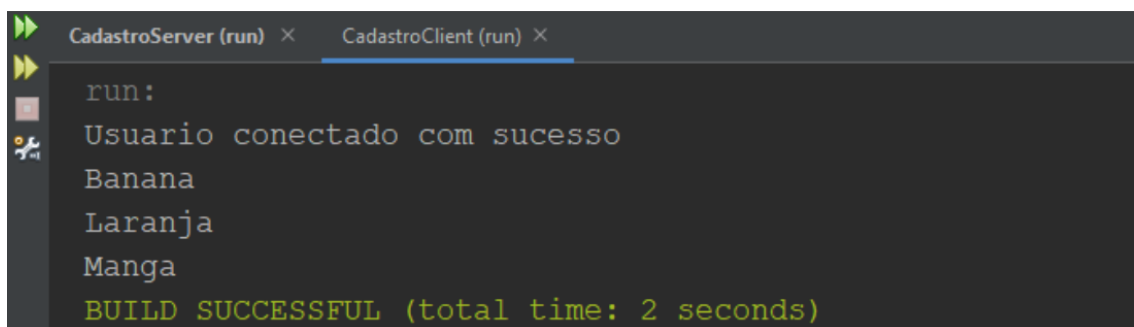 CadastroServer (run) × CadastroClient (run) ×
run:
Usuario conectado com sucesso
Banana
Laranja
Manga
BUILD SUCCESSFUL (total time: 2 seconds)